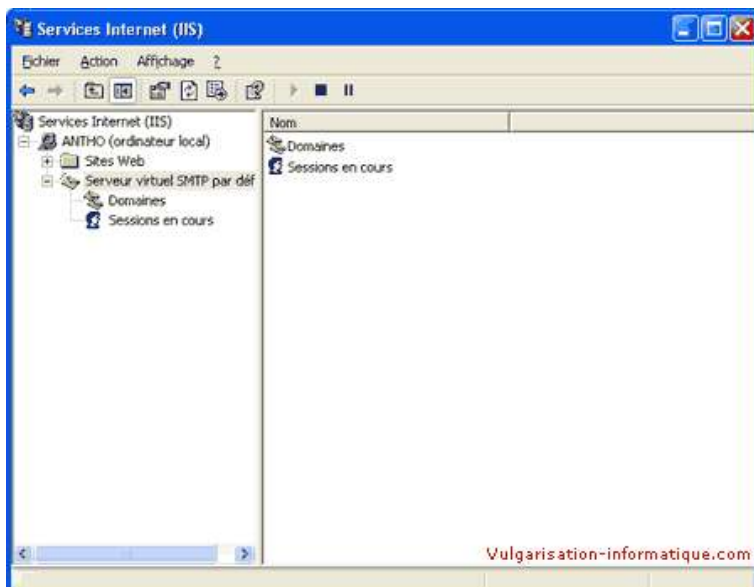 Services Internet (IIS)
Fichier Action Affichage ?
Services Internet (IIS)
ANTHO (ordinateur local)
Sites Web
Serveur virtuel SMTP par déf
Domaines
Sessions en cours
Nom
Domaines
Sessions en cours
Vulgarisation-informatique.com